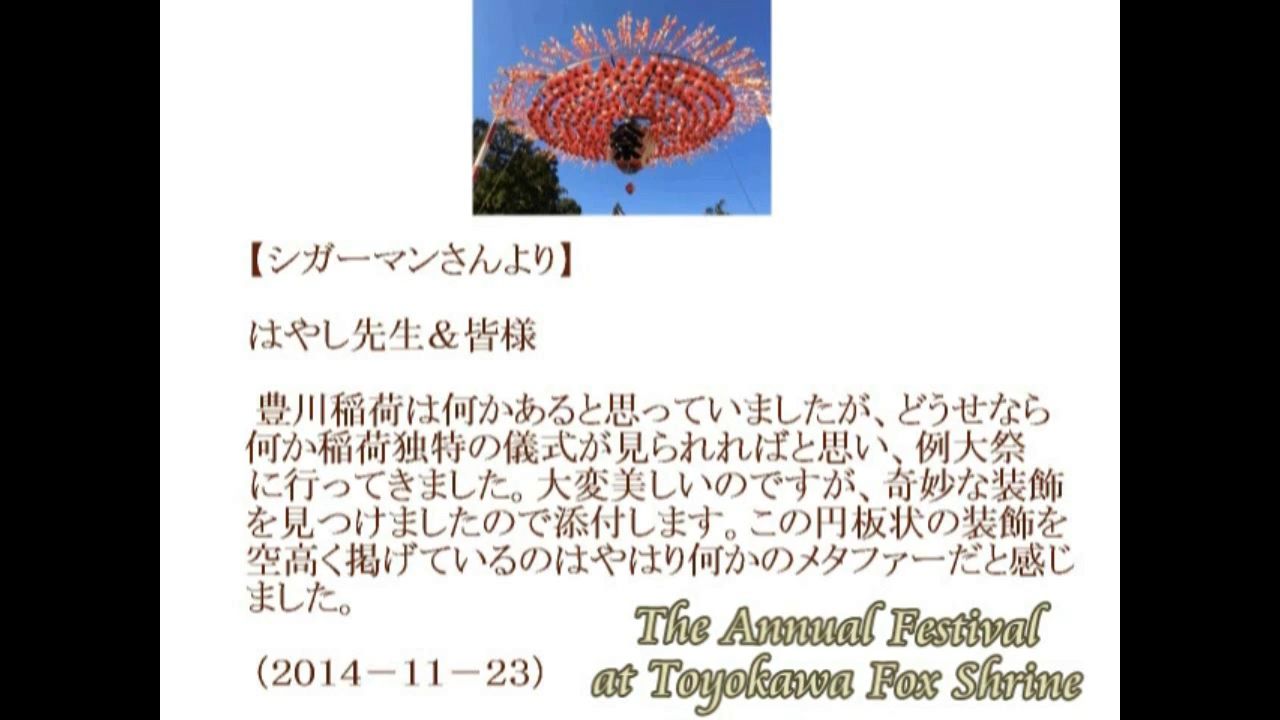 【シガーマンさんより】
はやし先生&皆様
豊川稲荷は何かあると思っていましたが、どうせなら
何か稲荷独特の儀式が見られればと思い、例大祭
に行ってきました。大変美しいのですが、奇妙な装飾
を見つけましたので添付します。この円板状の装飾を
空高く掲げているのはやはり何かのメタファーだと感じ
ました。
The Annual Festival
(2014-11-23)
at Toyokawa Fox Shrine